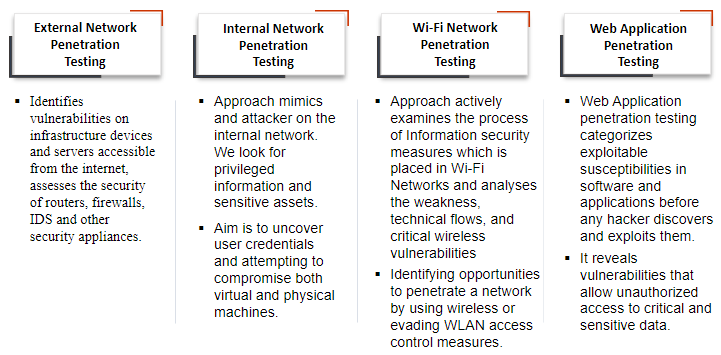 External Network
Penetration
Testing
Identifies
vulnerabilities on
infrastructure devices
and servers accessible
from the internet,
assesses the security
of routers, firewalls,
IDS and other
security appliances.
Internal Network
Penetration
Testing
Approach mimics
and attacker on the
internal network.
We look for
privileged
information and
sensitive assets.
Aim is to uncover
user credentials
and attempting to
compromise both
virtual and physical
machines.
Wi-Fi Network
Penetration
Testing
Approach actively
examines the process
of Information security
measures which is
placed in Wi-Fi
Networks and analyses
the weakness,
technical flows, and
critical wireless
vulnerabilities
Identifying opportunities
to penetrate a network
by using wireless or
evading WLAN access
control measures.
Web Application
Penetration
Testing
Web Application
penetration testing
categorizes
exploitable
susceptibilities in
software and
applications before
any hacker discovers
and exploits them.
It reveals
vulnerabilities that
allow unauthorized
access to critical and
sensitive data.